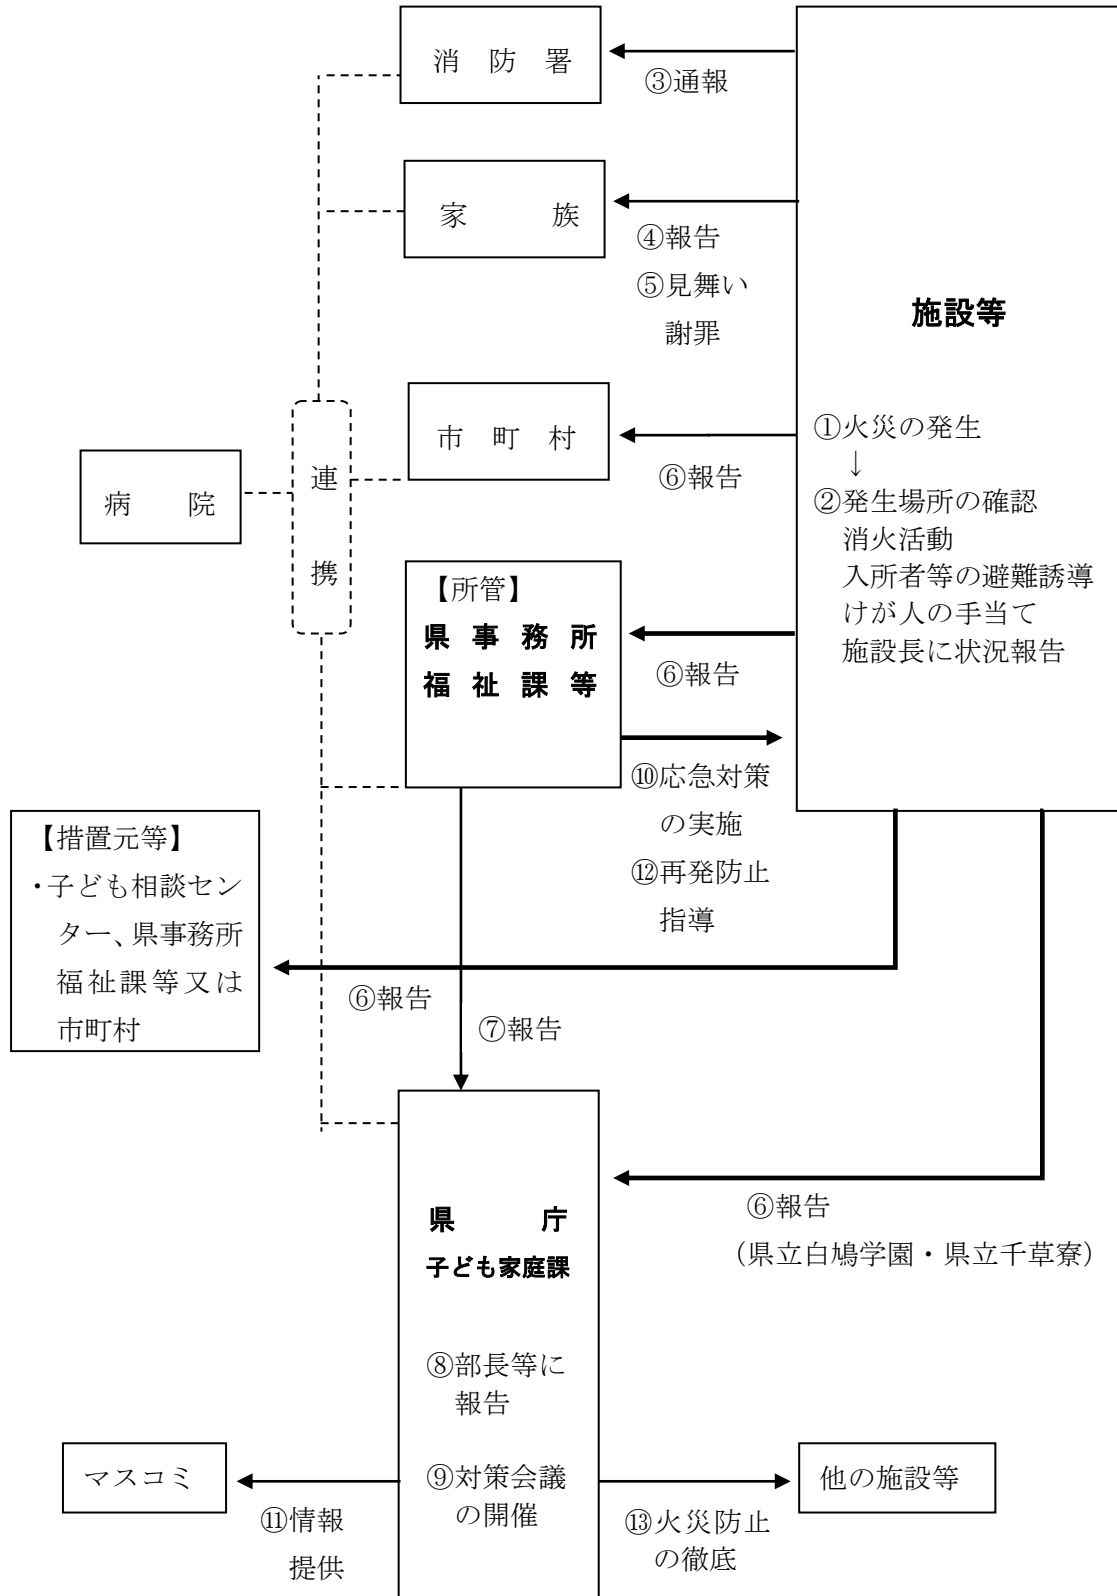 消防署
③通報
家族
④報告
⑤見舞い
謝罪
施設等
①火災の発生
↓
②発生場所の確認
消火活動
入所者等の避難誘導
けが人の手当て
施設長に状況報告
市町村
⑥報告
連携
病院
【所管】
県事務所
福祉課等
⑥報告
⑩応急対策
の実施
⑫再発防止
指導
【措置元等】
・子ども相談セン
ター、県事務所
福祉課等又は
市町村
⑥報告
⑦報告
⑥報告
（県立白鳩学園・県立千草寮）
県庁
子ども家庭課
⑧部長等に
報告
⑨対策会議
の開催
マスコミ
⑪情報
提供
他の施設等
⑬火災防止
の徹底